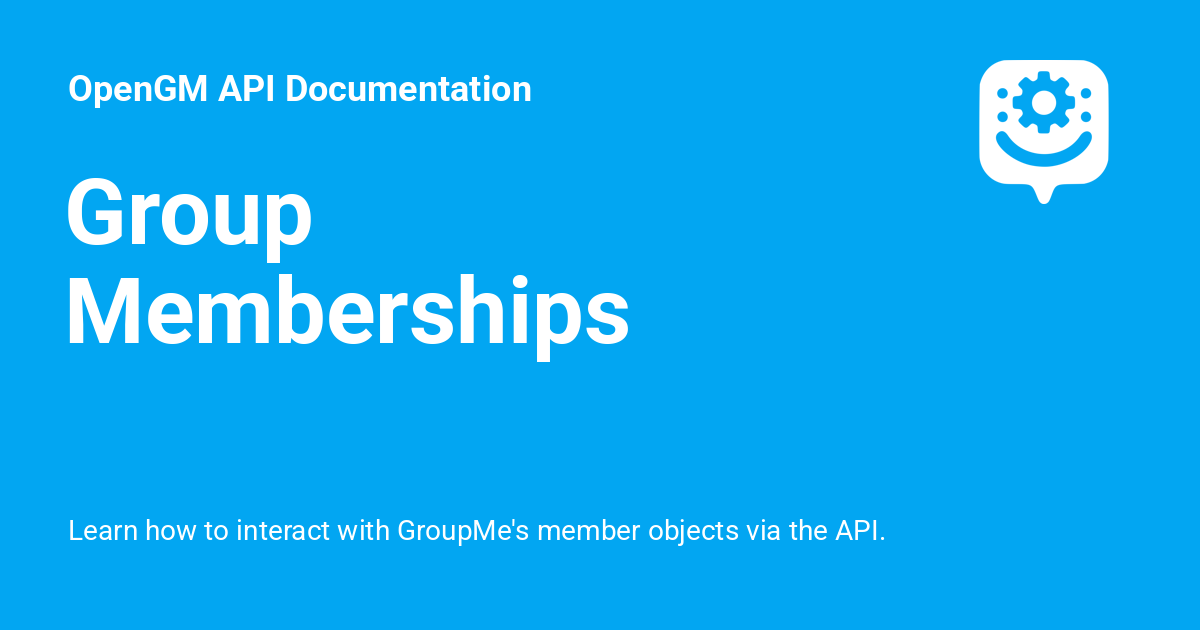 OpenGM API Documentation
Group
Memberships
Learn how to interact with GroupMe's member objects via the API.